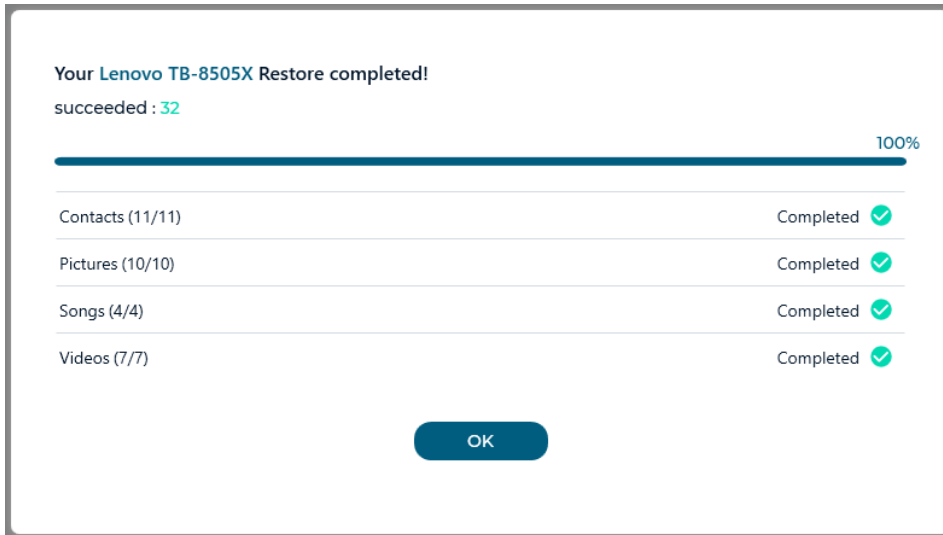 Your Lenovo TB-8505X Restore completed!
succeeded : 32
100%
Contacts (11/11) Completed
Pictures (10/10) Completed
Songs (4/4) Completed
Videos (7/7) Completed
OK